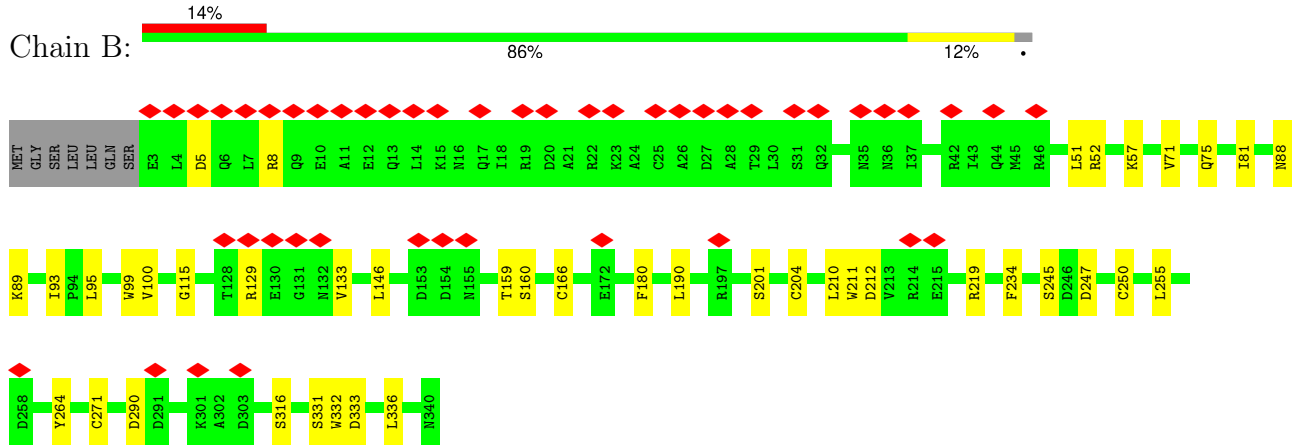 14%
Chain B:
86% 12% •
MET GLY SER LEU LEU GLN SER E3 L4 D5 Q6 L7 R8 Q9 E10 A11 E12 Q13 L14 K15 N16 Q17 I18 R19 D20 A21 R22 K23 A24 C25 A26 D27 A28 T29 L30 S31 Q32 N35 N36 I37 R42 I43 Q44 M45 R46 L51 R52 K57 V71 Q75 I81 N88
K89 I93 P94 L95 W99 V100 G115 T128 R129 E130 G131 N132 V133 L146 D153 D154 N155 T159 S160 C166 E172 F180 L190 R197 S201 C204 L210 W211 D212 V213 R214 E215 R219 F234 S245 D246 D247 C250 L255
D258 Y264 C271 D290 D291 K301 A302 D303 S316 S331 W332 D333 L336 N340